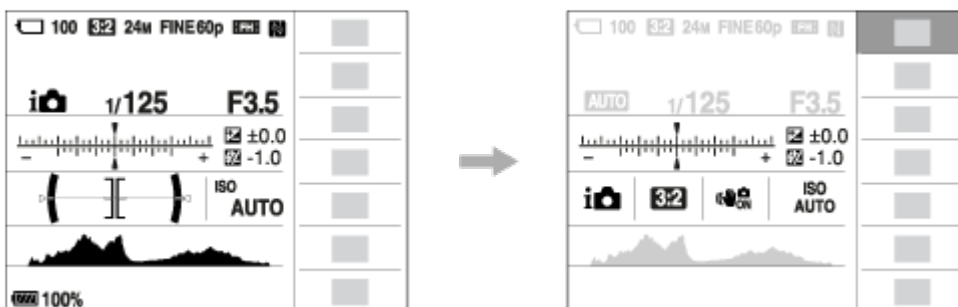 100 3:2 24M FINE 60p
i 1/125 F3.5
±0.0
- + -1.0
ISO
AUTO
100%
100 3:2 24M FINE 60p
AUTO 1/125 F3.5
±0.0
- + -1.0
i 3:2 ON ISO
AUTO